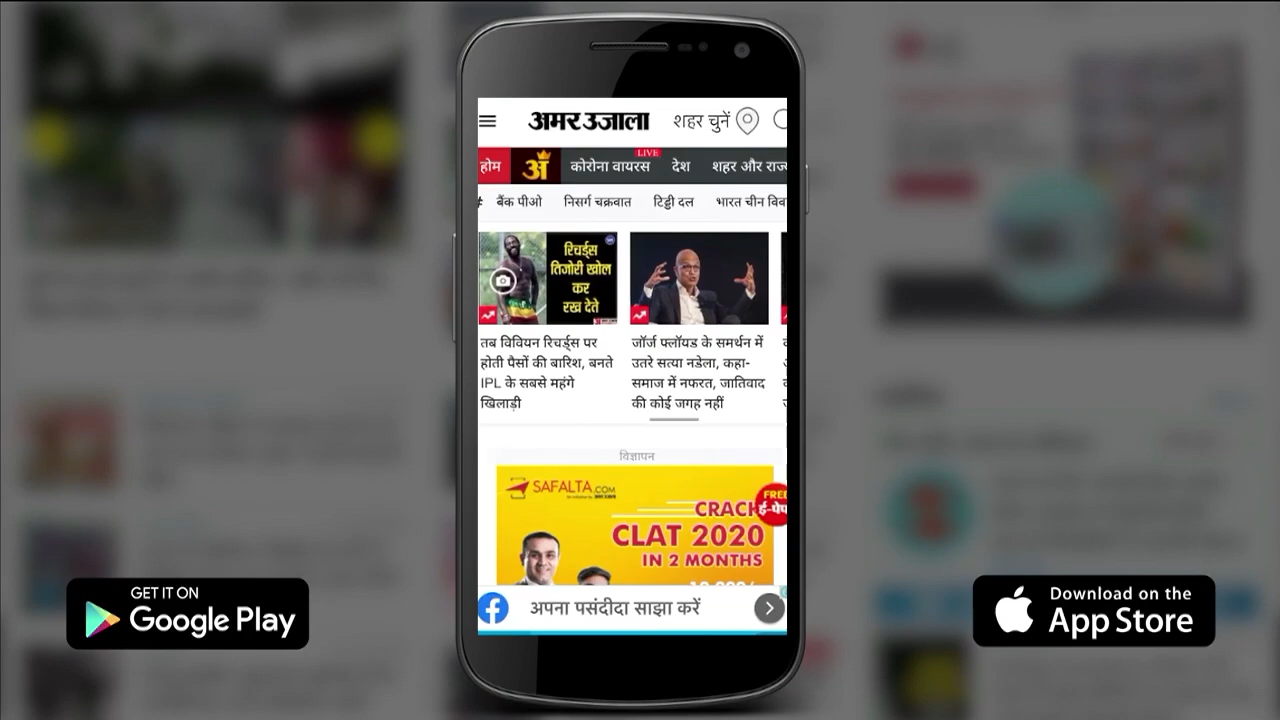 अमर उजाला
शहर चुनें
होम
अं
कोरोना वायरस
LIVE
देश
शहर और राज्य
# बैंक पीओ
निसर्ग चक्रवात
टिड्डी दल
भारत चीन विवा
रिचर्ड्स
तिजोरी खोल
कर
रख देते
तब विवियन रिचर्ड्स पर
होती पैसों की बारिश, बनते
IPL के सबसे महंगे
खिलाड़ी
जॉर्ज फ्लॉयड के समर्थन में
उतरे सत्या नडेला, कहा-
समाज में नफरत, जातिवाद
की कोई जगह नहीं
विज्ञापन
SAFALTA.COM
CRACK
CLAT 2020
IN 2 MONTHS
FREE
ई-पेप
अपना पसंदीदा साझा करें
GET IT ON
Google Play
Download on the
App Store